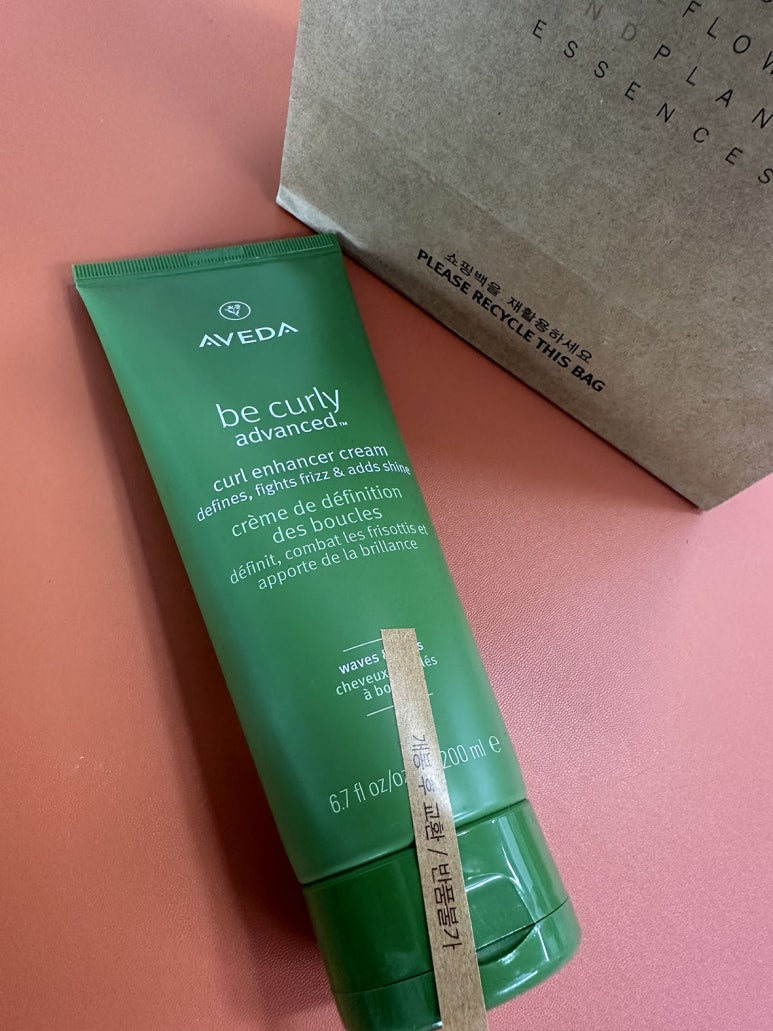 FLOW
NDPLAN
ESSENCES
쇼핑백을 재활용하세요
PLEASE RECYCLE THIS BAG
AVEDA
be curly
advanced™
curl enhancer cream
defines, fights frizz & adds shine
crème de définition
des boucles
définit, combat les frisottis et
apporte de la brillance
waves
cheveux
à
6.7 fl oz/oz 200 ml e
개봉후 교환 / 반품불가